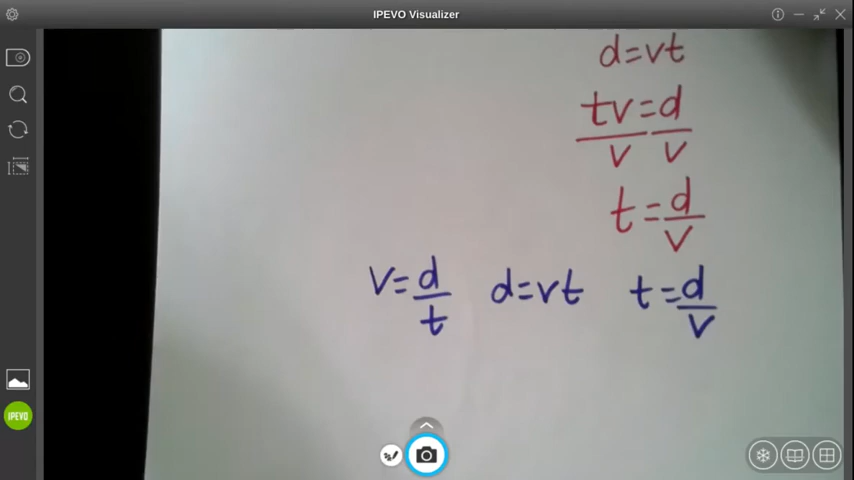 IPEVO Visualizer
d=vt
tv=d
v v
t=d
v
v=d d=vt t=d
t v
IPEVO